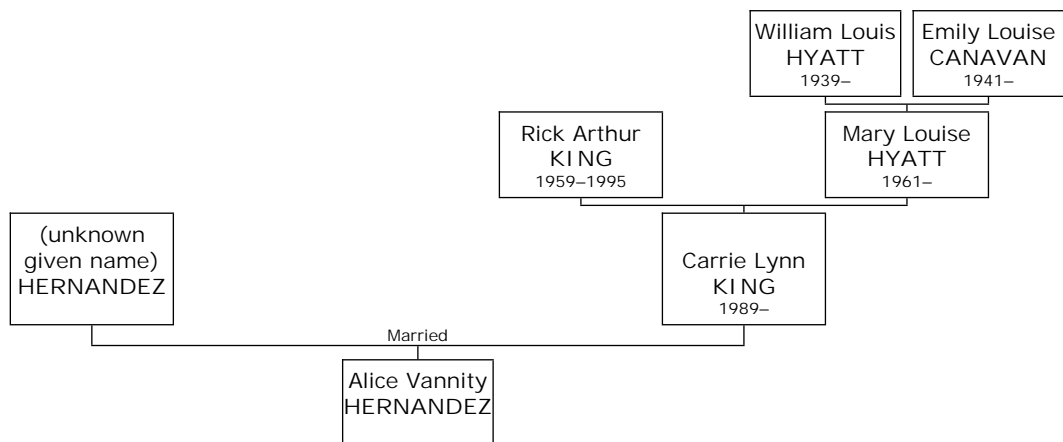 William Louis
HYATT
1939–
Emily Louise
CANAVAN
1941–
Rick Arthur
KING
1959–1995
Mary Louise
HYATT
1961–
(unknown
given name)
HERNANDEZ
Carrie Lynn
KING
1989–
Married
Alice Vannity
HERNANDEZ